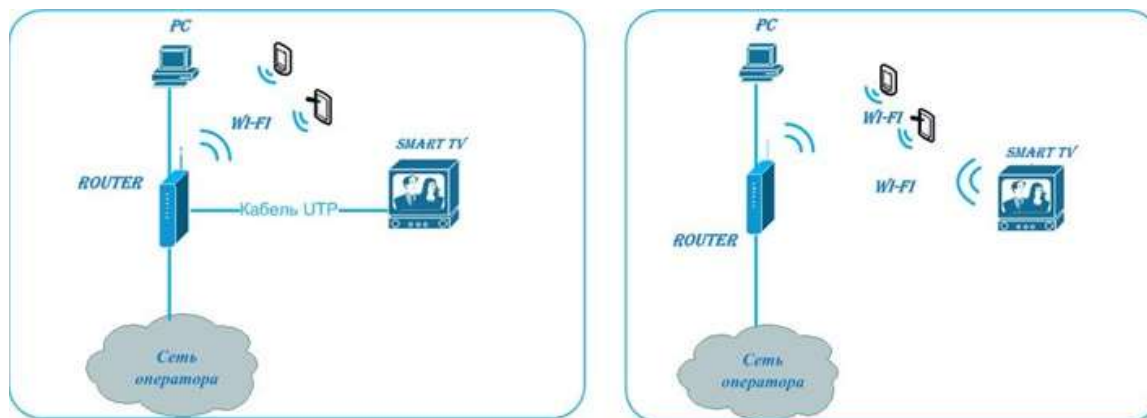 PC
WI-FI
SMART TV
ROUTER
Кабель UTP
Сеть
оператора
PC
WI-FI
SMART TV
WI-FI
ROUTER
Сеть
оператора